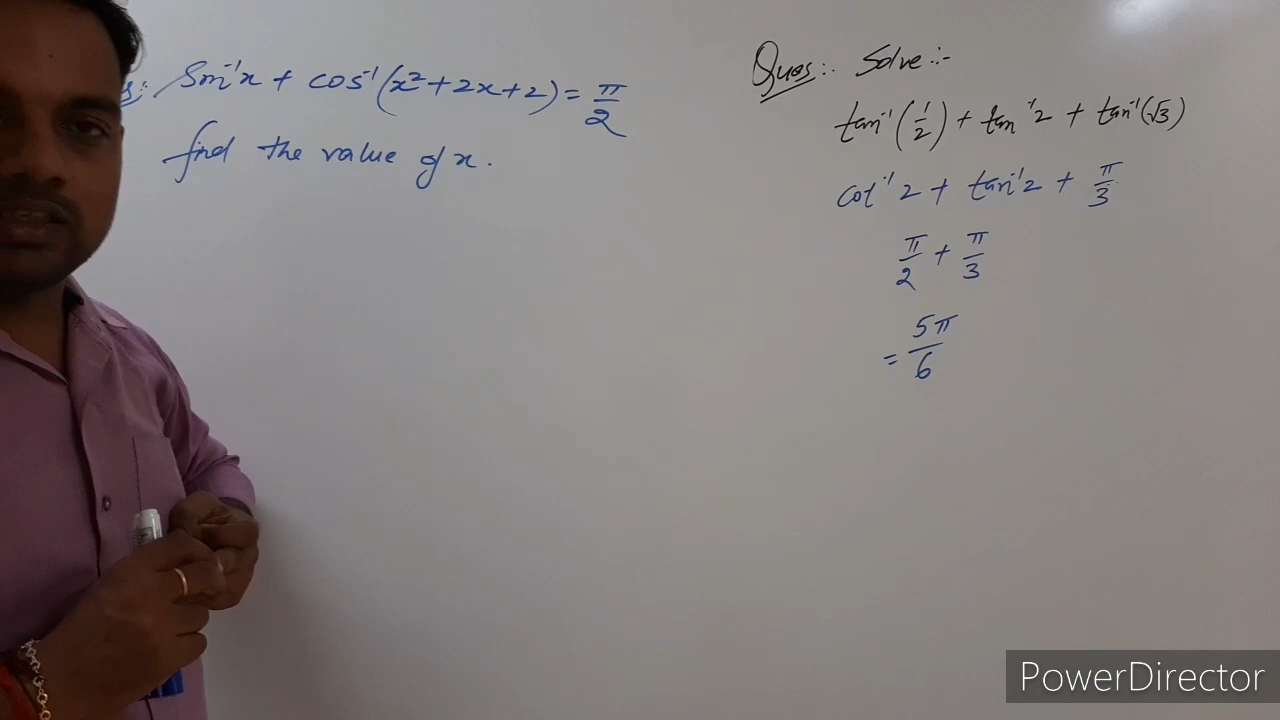 s:. Sin⁻¹x + cos⁻¹(x²+2x+2) = π/2
find the value of x.
Ques:. Solve:-
tan⁻¹(1/2) + tan⁻¹2 + tan⁻¹(√3)
cot⁻¹2 + tan⁻¹2 + π/3
π/2 + π/3
= 5π/6
PowerDirector